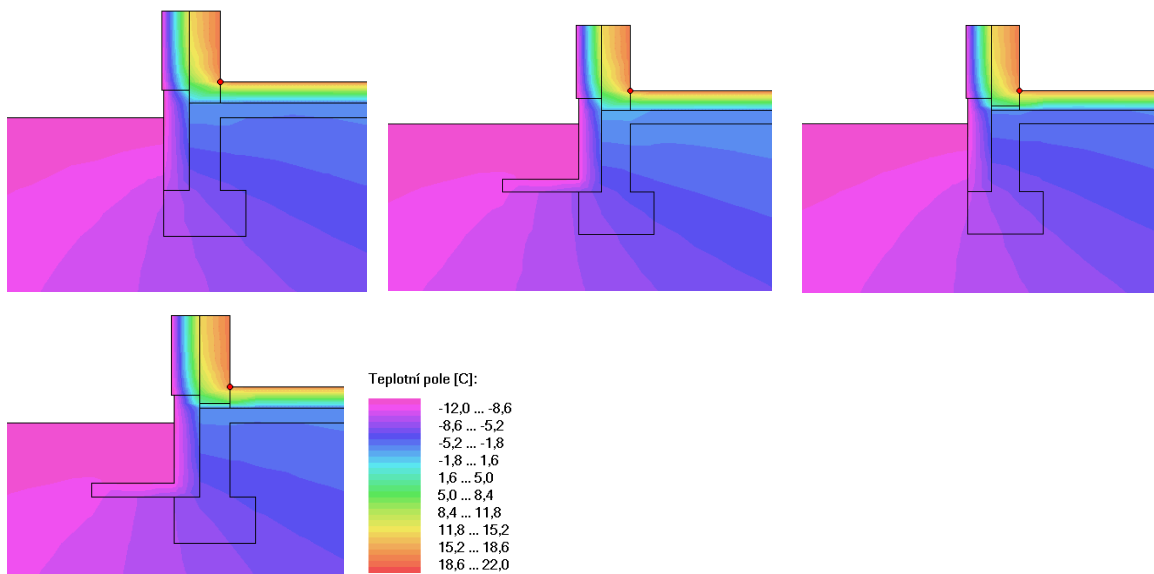 Teplotní pole [C]:
-12,0 ... -8,6
-8,6 ... -5,2
-5,2 ... -1,8
-1,8 ... 1,6
1,6 ... 5,0
5,0 ... 8,4
8,4 ... 11,8
11,8 ... 15,2
15,2 ... 18,6
18,6 ... 22,0